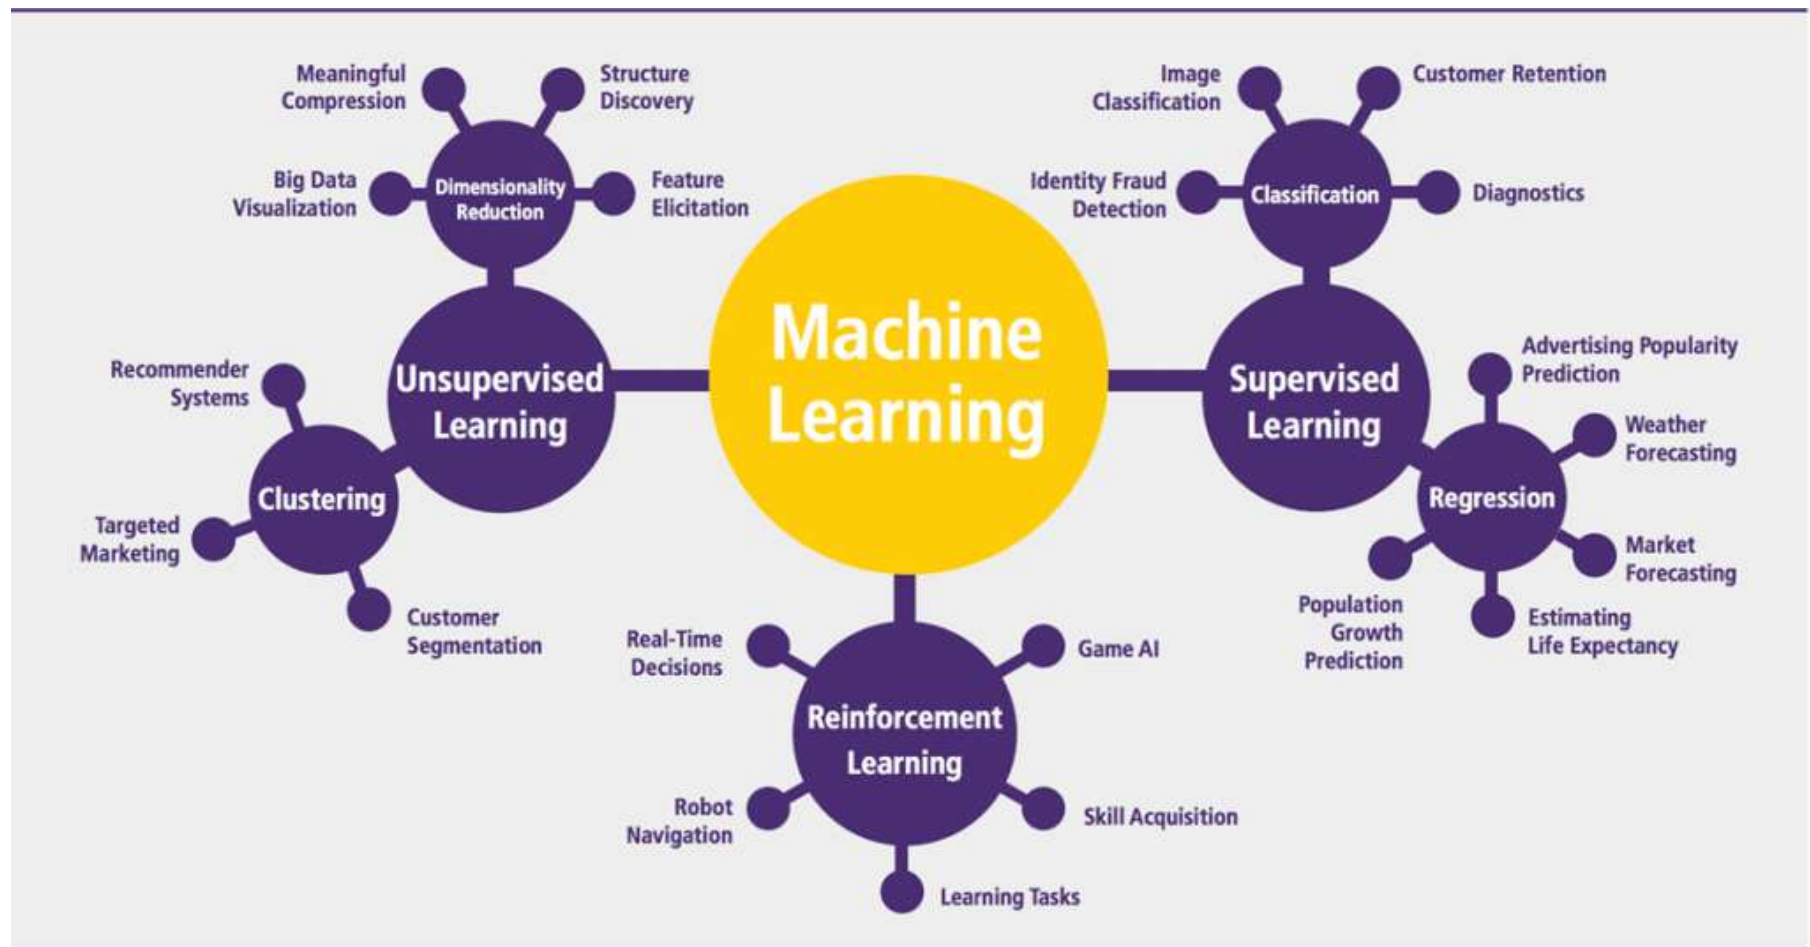 Meaningful
Compression
Structure
Discovery
Big Data
Visualization
Dimensionality
Reduction
Feature
Elicitation
Unsupervised
Learning
Recommender
Systems
Clustering
Targeted
Marketing
Customer
Segmentation
Machine
Learning
Image
Classification
Customer Retention
Identity Fraud
Detection
Classification
Diagnostics
Supervised
Learning
Advertising Popularity
Prediction
Weather
Forecasting
Regression
Market
Forecasting
Population
Growth
Prediction
Estimating
Life Expectancy
Real-Time
Decisions
Game AI
Reinforcement
Learning
Robot
Navigation
Skill Acquisition
Learning Tasks